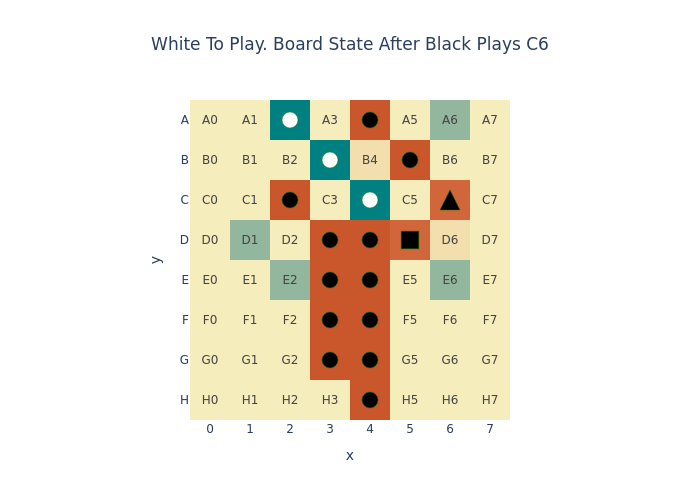 White To Play. Board State After Black Plays C6
A A0 A1 A3 A5 A6 A7
B B0 B1 B2 B4 B6 B7
C C0 C1 C3 C5 C7
D D0 D1 D2 D6 D7
E E0 E1 E2 E5 E6 E7
F F0 F1 F2 F5 F6 F7
G G0 G1 G2 G5 G6 G7
H H0 H1 H2 H3 H5 H6 H7
0 1 2 3 4 5 6 7
x
y